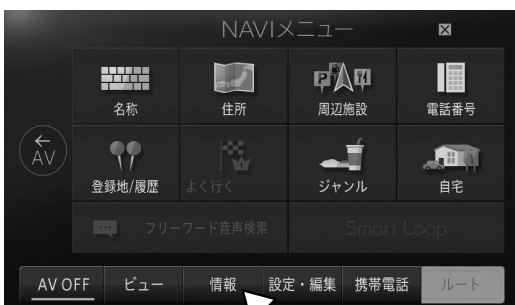 NAVIメニュー
名称
住所
周辺施設
電話番号
P
AV
登録地/履歴
よく行く
ジャンル
自宅
フリーワード音声検索
Smart Loop
AV OFF
ビュー
情報
設定・編集
携帯電話
ルート